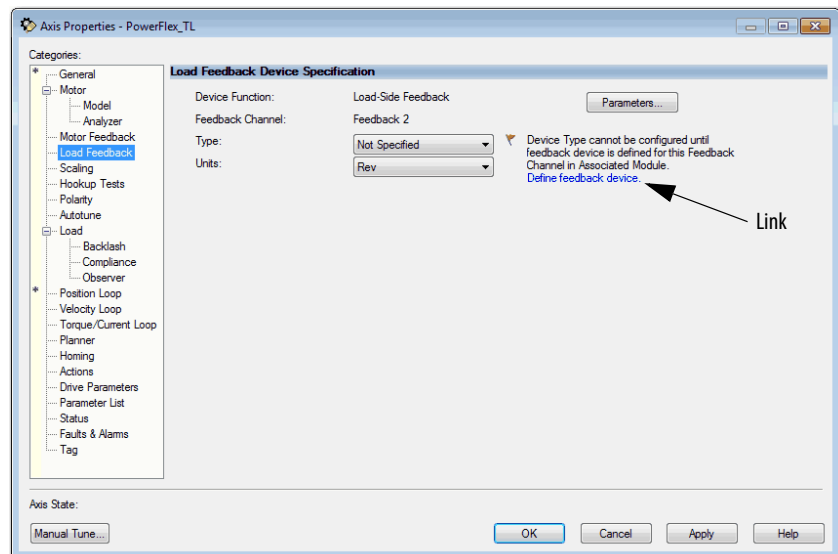 Axis Properties - PowerFlex_TL
Categories:
* General
Motor
Model
Analyzer
Motor Feedback
Load Feedback
Scaling
Hookup Tests
Polarity
Autotune
Load
Backlash
Compliance
Observer
* Position Loop
Velocity Loop
Torque/Current Loop
Planner
Homing
Actions
Drive Parameters
Parameter List
Status
Faults & Alarms
Tag
Load Feedback Device Specification
Device Function: Load-Side Feedback
Parameters...
Feedback Channel: Feedback 2
Type: Not Specified
Units: Rev
Device Type cannot be configured until
feedback device is defined for this Feedback
Channel in Associated Module.
Define feedback device.
Link
Axis State:
Manual Tune... OK Cancel Apply Help